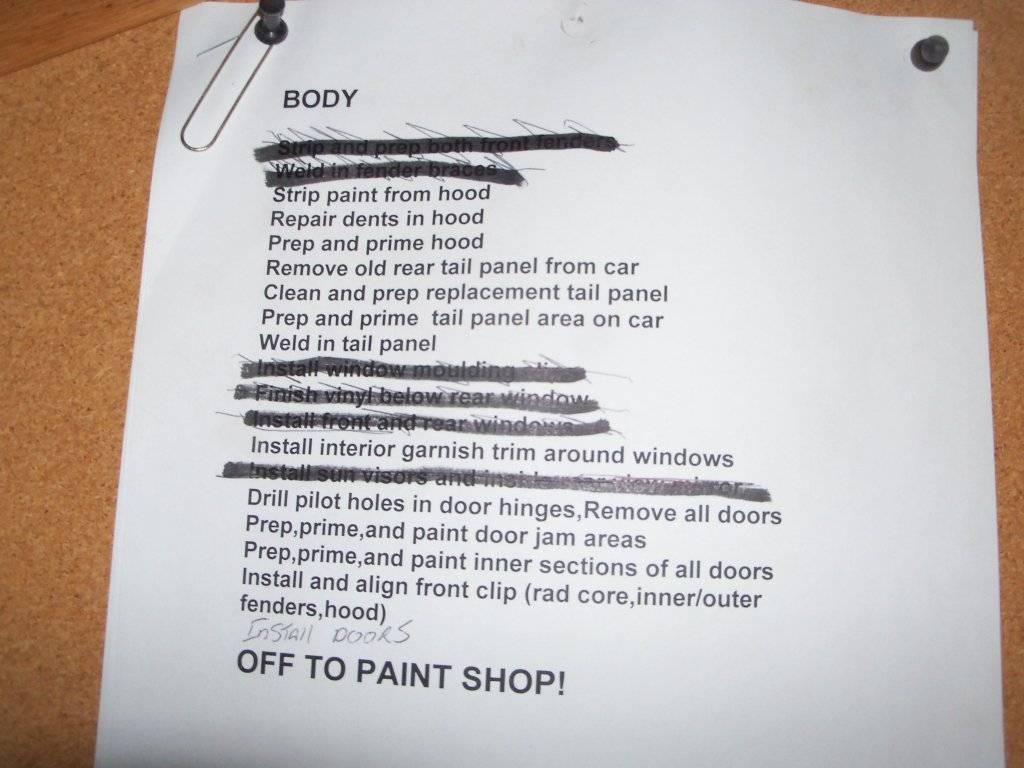 BODY
Strip and prep both front fenders
Weld in fender braces
Strip paint from hood
Repair dents in hood
Prep and prime hood
Remove old rear tail panel from car
Clean and prep replacement tail panel
Prep and prime tail panel area on car
Weld in tail panel
Install window moulding
Finish vinyl below rear window
Install front and rear windows
Install interior garnish trim around windows
Install sun visors and inside rear view mirror
Drill pilot holes in door hinges,Remove all doors
Prep,prime,and paint door jam areas
Prep,prime,and paint inner sections of all doors
Install and align front clip (rad core,inner/outer
fenders,hood)
InStall DOORS
OFF TO PAINT SHOP!